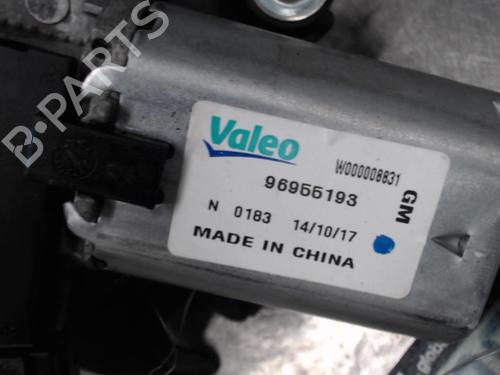 Valeo
W000008831
96955193
GM
N 0183 14/10/17
MADE IN CHINA
B-PARTS